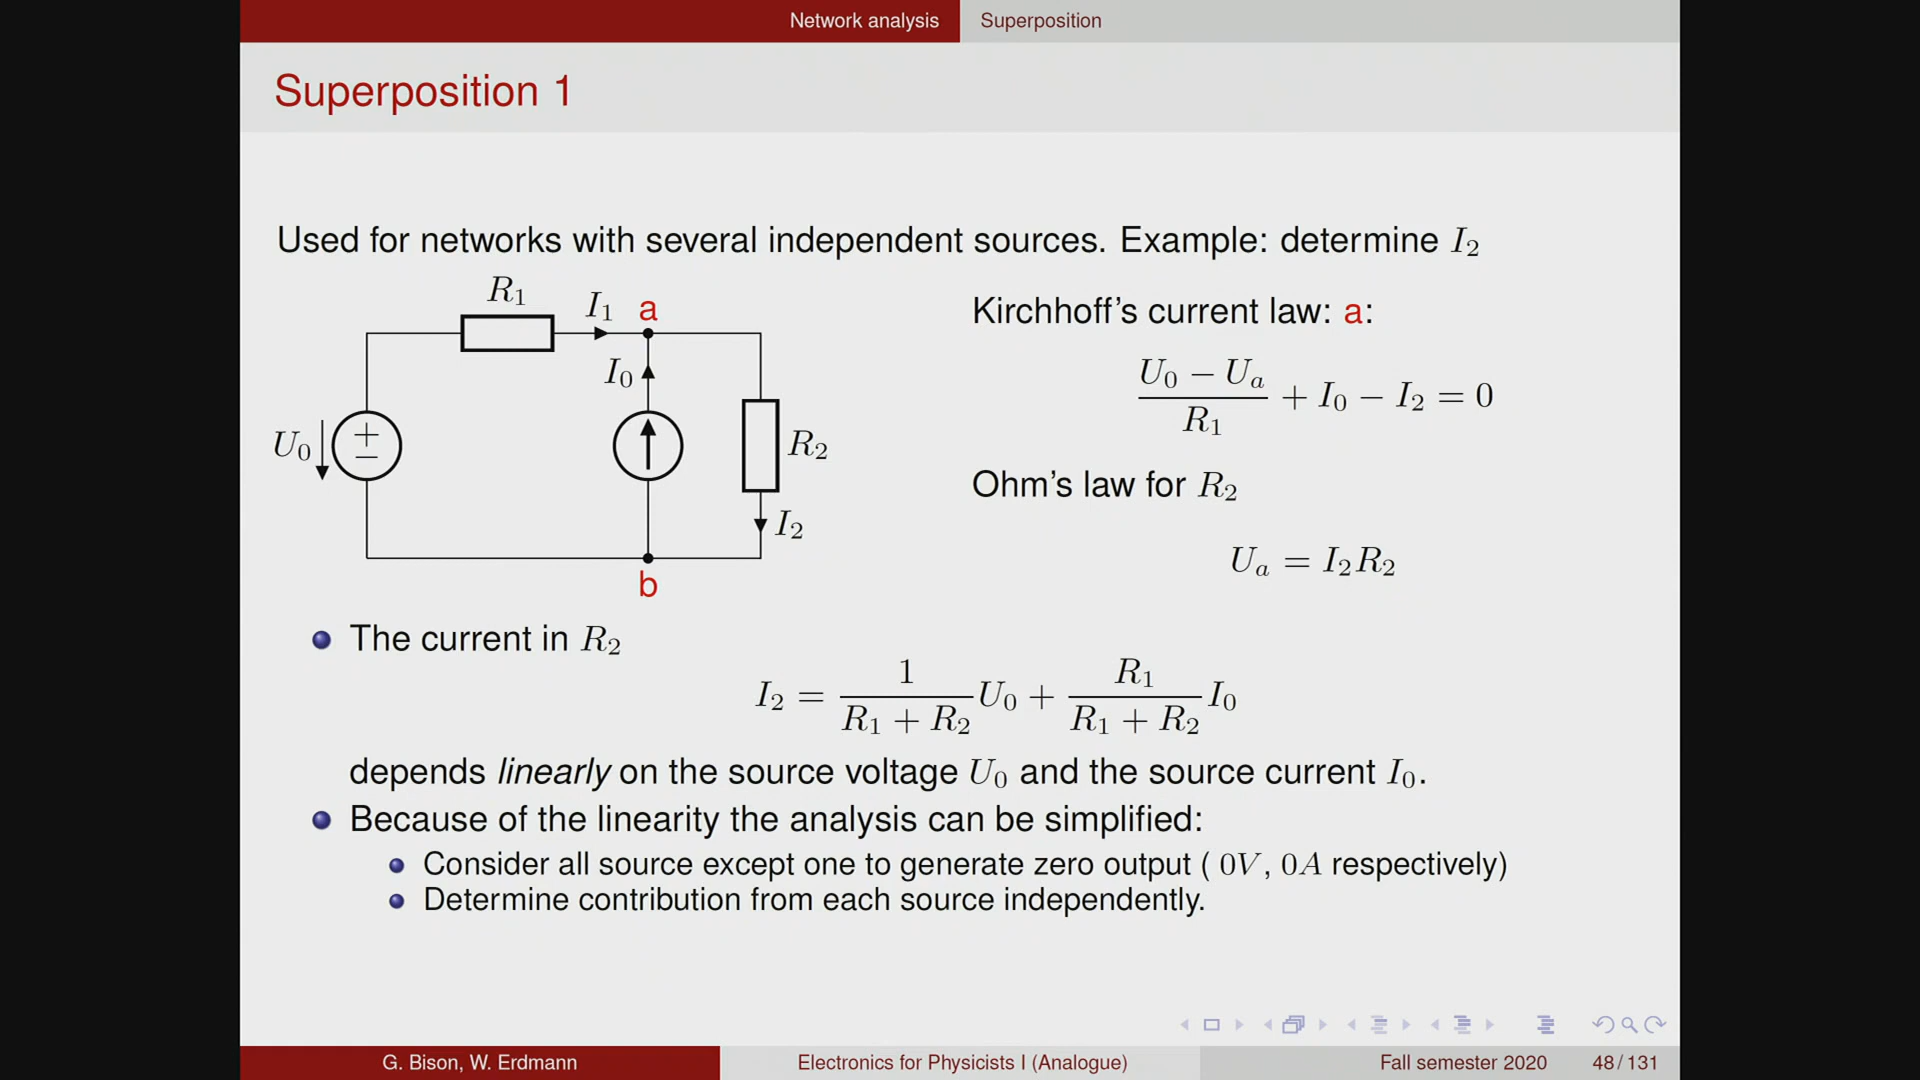 Network analysis Superposition
Superposition 1
Used for networks with several independent sources. Example: determine I₂
R₁
I₁ a
I₀
U₀ + −
R₂
I₂
b
Kirchhoff's current law: a:
(U₀ − Uₐ)/R₁ + I₀ − I₂ = 0
Ohm's law for R₂
Uₐ = I₂R₂
The current in R₂
I₂ = 1/(R₁ + R₂) U₀ + R₁/(R₁ + R₂) I₀
depends linearly on the source voltage U₀ and the source current I₀.
Because of the linearity the analysis can be simplified:
Consider all source except one to generate zero output ( 0V, 0A respectively)
Determine contribution from each source independently.
G. Bison, W. Erdmann Electronics for Physicists I (Analogue) Fall semester 2020 48 / 131